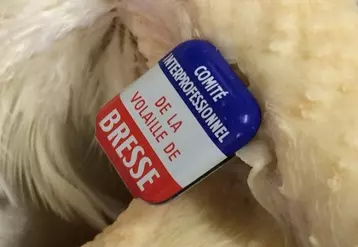 COMITÉ
INTERPROFESSIONNEL
DE LA
VOLAILLE DE
BRESSE